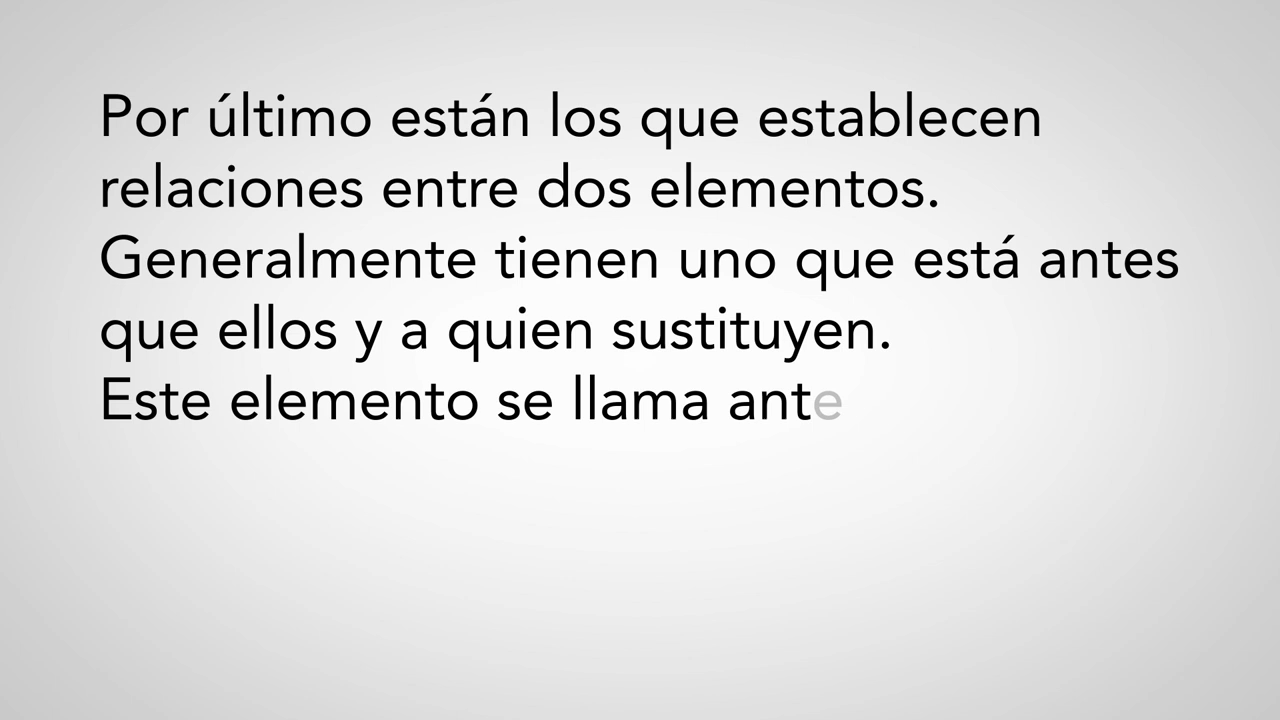 Por último están los que establecen
relaciones entre dos elementos.
Generalmente tienen uno que está antes
que ellos y a quien sustituyen.
Este elemento se llama ante